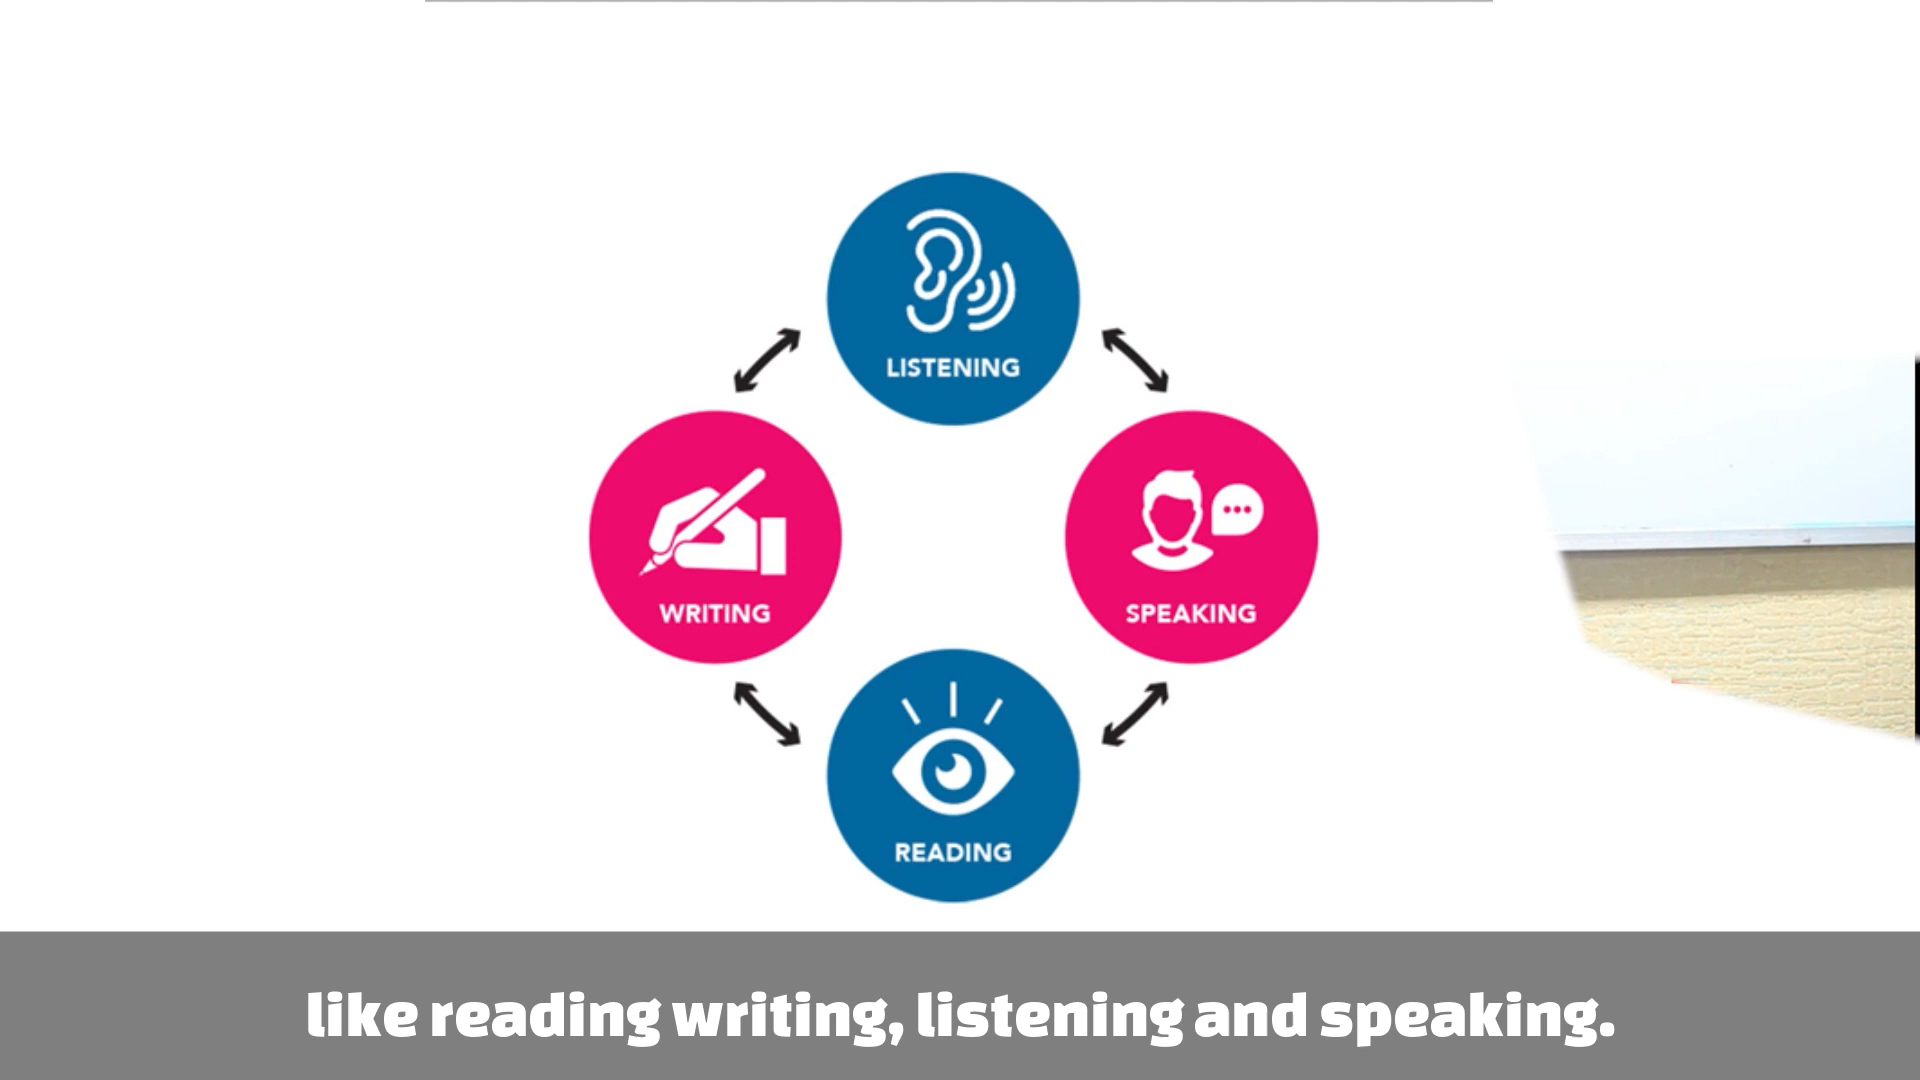 LISTENING
WRITING
SPEAKING
READING
like reading writing, listening and speaking.